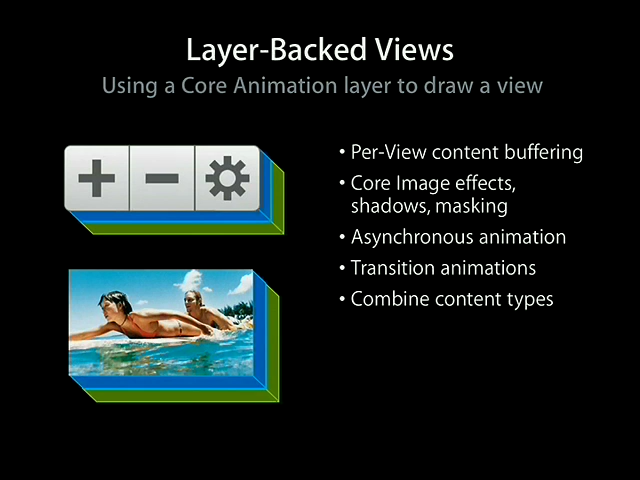 Layer-Backed Views
Using a Core Animation layer to draw a view
• Per-View content buffering
• Core Image effects,
shadows, masking
• Asynchronous animation
• Transition animations
• Combine content types